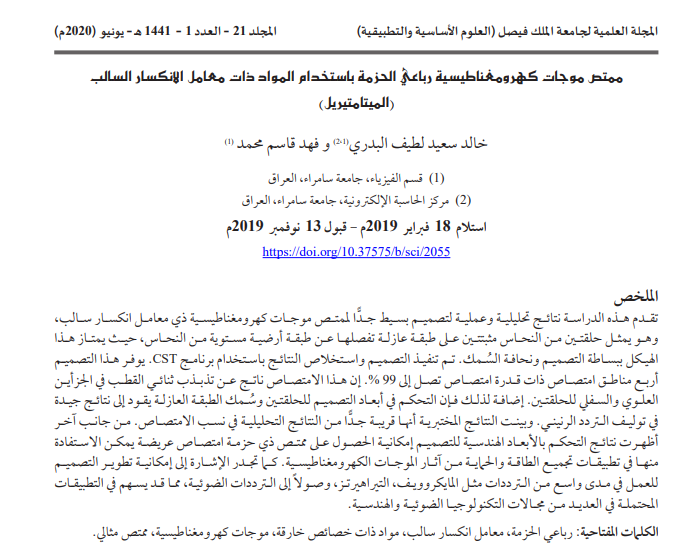 المجلة العلمية لجامعة الملك فيصل (العلوم الأساسية والتطبيقية) المجلد 21 - العدد 1 - 1441 هـ - يونيو (2020م)
ممتص موجات كهرومغناطيسية رباعي الحزمة باستخدام المواد ذات معامل الانكسار السالب
(الميتامتيريل)
خالد سعيد لطيف البدري(1-2) و فهد قاسم محمد (1)
(1) قسم الفيزياء، جامعة سامراء، العراق
(2) مركز الحاسبة الإلكترونية، جامعة سامراء، العراق
استلام 18 فبراير 2019م - قبول 13 نوفمبر 2019م
https://doi.org/10.37575/b/sci/2055
الملخص
تقدم هذه الدراسة نتائج تحليلية وعملية لتصميم بسيط جدًّا لممتص موجات كهرومغناطيسية ذي معامل انكسار سالب،
وهو يمثل حلقتين من النحاس مثبتتين على طبقة عازلة تفصلها عن طبقة أرضية مستوية من النحاس، حيث يمتاز هذا
الهيكل ببساطة التصميم ونحافة السُمك. تم تنفيذ التصميم واستخلاص النتائج باستخدام برنامج CST. يوفر هذا التصميم
أربع مناطق امتصاص ذات قدرة امتصاص تصل إلى 99 %. إن هذا الامتصاص ناتج عن تذبذب ثنائي القطب في الجزأين
العلوي والسفلي للحلقتين. إضافة لذلك فإن التحكم في أبعاد التصميم للحلقتين وسُمك الطبقة العازلة يقود إلى نتائج جيدة
في توليف التردد الرنيني. وبينت النتائج المختبرية أنها قريبة جدًّا من النتائج التحليلية في نسب الامتصاص. من جانب آخر
أظهرت نتائج التحكم بالأبعاد الهندسية للتصميم إمكانية الحصول على ممتص ذي حزمة امتصاص عريضة يمكن الاستفادة
منها في تطبيقات تجميع الطاقة والحماية من آثار الموجات الكهرومغناطيسية. كما تجدر الإشارة إلى إمكانية تطوير التصميم
للعمل في مدى واسع من الترددات مثل المايكروويف، التيراهيرتز، وصولاً إلى الترددات الضوئية، مما قد يسهم في التطبيقات
المحتملة في العديد من مجالات التكنولوجيا الضوئية والهندسية.
الكلمات المفتاحية: رباعي الحزمة، معامل انكسار سالب، مواد ذات خصائص خارقة، موجات كهرومغناطيسية، ممتص مثالي.